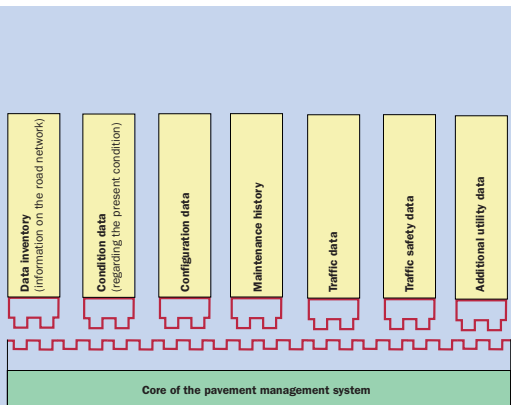 Data inventory
(information on the road network)
Condition data
(regarding the present condition)
Configuration data
Maintenance history
Traffic data
Traffic safety data
Additional utility data
Core of the pavement management system